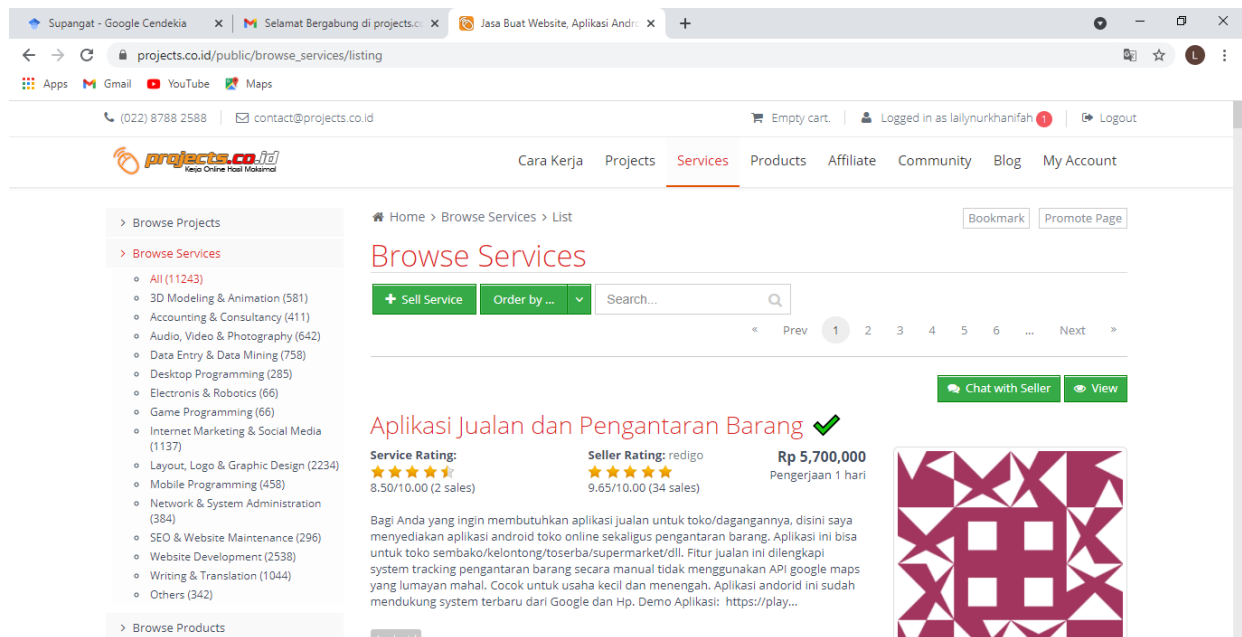 Supangat - Google Cendekia
Selamat Bergabung di projects.co
Jasa Buat Website, Aplikasi Andro
projects.co.id/public/browse_services/listing
L
Apps Gmail YouTube Maps
(022) 8788 2588 contact@projects.co.id Empty cart. Logged in as lailynurkhanifah 1 Logout
projects.co.id
Kerja Online Hasil Maksimal
Cara Kerja Projects Services Products Affiliate Community Blog My Account
> Browse Projects
> Browse Services
All (11243)
3D Modeling & Animation (581)
Accounting & Consultancy (411)
Audio, Video & Photography (642)
Data Entry & Data Mining (758)
Desktop Programming (285)
Electronis & Robotics (66)
Game Programming (66)
Internet Marketing & Social Media
(1137)
Layout, Logo & Graphic Design (2234)
Mobile Programming (458)
Network & System Administration
(384)
SEO & Website Maintenance (296)
Website Development (2538)
Writing & Translation (1044)
Others (342)
> Browse Products
Home > Browse Services > List
Bookmark Promote Page
Browse Services
+ Sell Service Order by ... Search...
« Prev 1 2 3 4 5 6 ... Next »
Chat with Seller View
Aplikasi Jualan dan Pengantaran Barang
Service Rating: Seller Rating: redigo Rp 5,700,000
Pengerjaan 1 hari
8.50/10.00 (2 sales) 9.65/10.00 (34 sales)
Bagi Anda yang ingin membutuhkan aplikasi jualan untuk toko/dagangannya, disini saya
menyediakan aplikasi android toko online sekaligus pengantaran barang. Aplikasi ini bisa
untuk toko sembako/kelontong/toserba/supermarket/dll. Fitur jualan ini dilengkapi
system tracking pengantaran barang secara manual tidak menggunakan API google maps
yang lumayan mahal. Cocok untuk usaha kecil dan menengah. Aplikasi andorid ini sudah
mendukung system terbaru dari Google dan Hp. Demo Aplikasi: https://play...